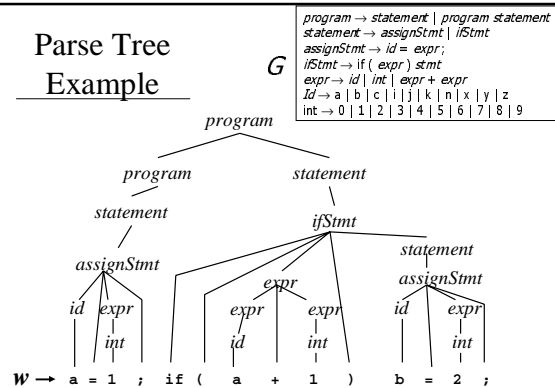 Parse Tree
Example
G
program → statement | program statement
statement → assignStmt | ifStmt
assignStmt → id = expr ;
ifStmt → if ( expr ) stmt
expr → id | int | expr + expr
Id → a | b | c | i | j | k | n | x | y | z
int → 0 | 1 | 2 | 3 | 4 | 5 | 6 | 7 | 8 | 9
program
program statement
statement ifStmt
statement
assignStmt expr assignStmt
id expr expr expr id expr
int id int int
w → a = 1 ; if ( a + 1 ) b = 2 ;